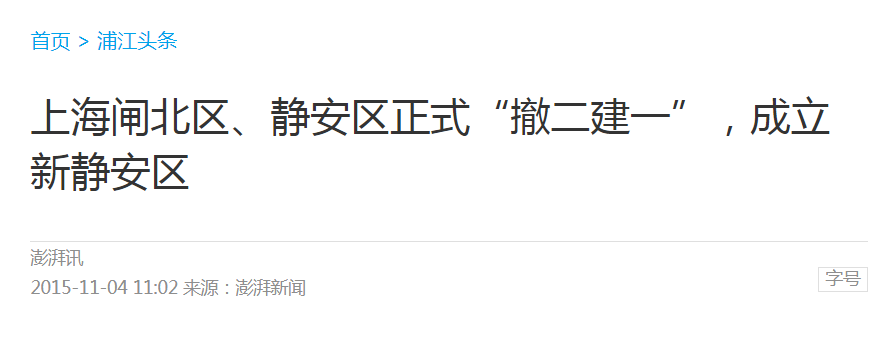 首页 > 浦江头条
上海闸北区、静安区正式“撤二建一”，成立
新静安区
澎湃讯
2015-11-04 11:02 来源：澎湃新闻
字号